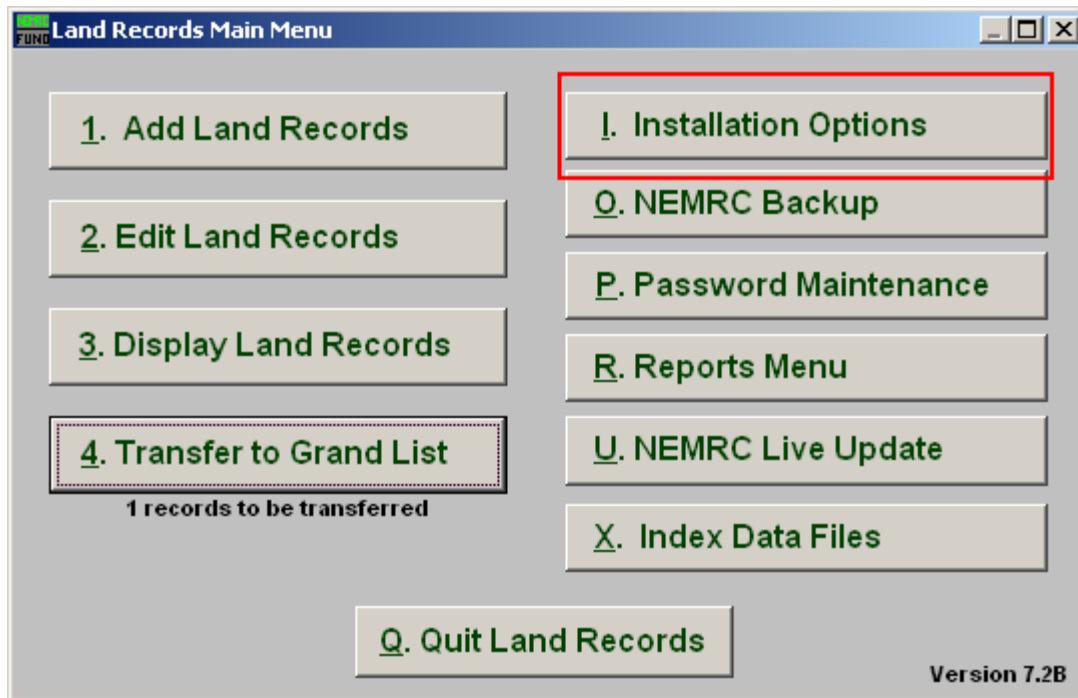 NEMRC
FUND
Land Records Main Menu
1. Add Land Records
2. Edit Land Records
3. Display Land Records
4. Transfer to Grand List
1 records to be transferred
I. Installation Options
O. NEMRC Backup
P. Password Maintenance
R. Reports Menu
U. NEMRC Live Update
X. Index Data Files
Q. Quit Land Records
Version 7.2B